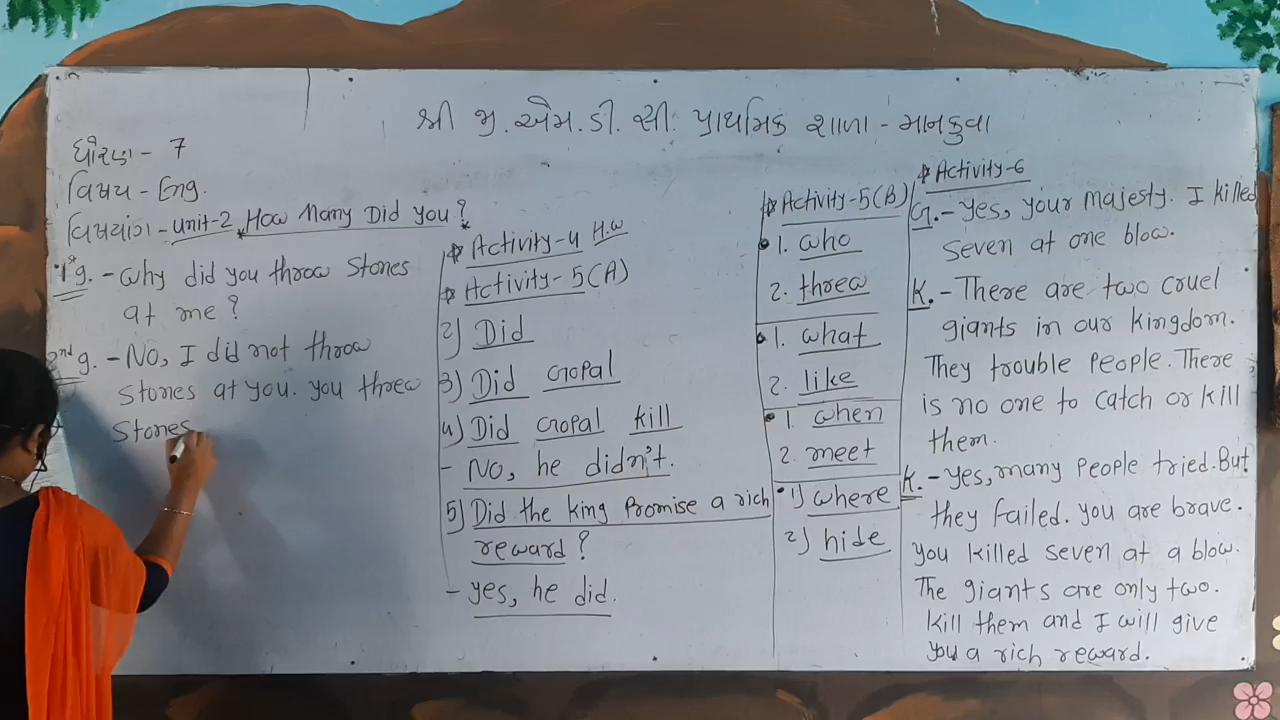 શ્રી જી. એમ. ડી. સી. પ્રાથમિક શાળા - માનકુવા
ધોરણ - 7
વિષય - Eng.
વિષયાંગ - unit-2 How Many Did You?
1st g. - why did you throw stones
at me?
2nd g. - No, I did not throw
stones at you. you threw
stones
* Activity-4 H.W
* Activity- 5(A)
2) Did
3) Did Gopal
4) Did Gopal kill
- No, he didn't.
5) Did the king Promise a rich
reward?
- yes, he did.
* Activity-5(B)
• 1. who
2. threw
• 1. what
2. like
• 1. when
2. meet
• 1) where
2) hide
* Activity-6
G. - yes, your majesty. I killed
seven at one blow.
K. - There are two cruel
giants in our kingdom.
They trouble people. There
is no one to catch or kill
them.
K. - yes, many people tried. But
they failed. you are brave.
you killed seven at a blow.
The giants are only two.
kill them and I will give
you a rich reward.